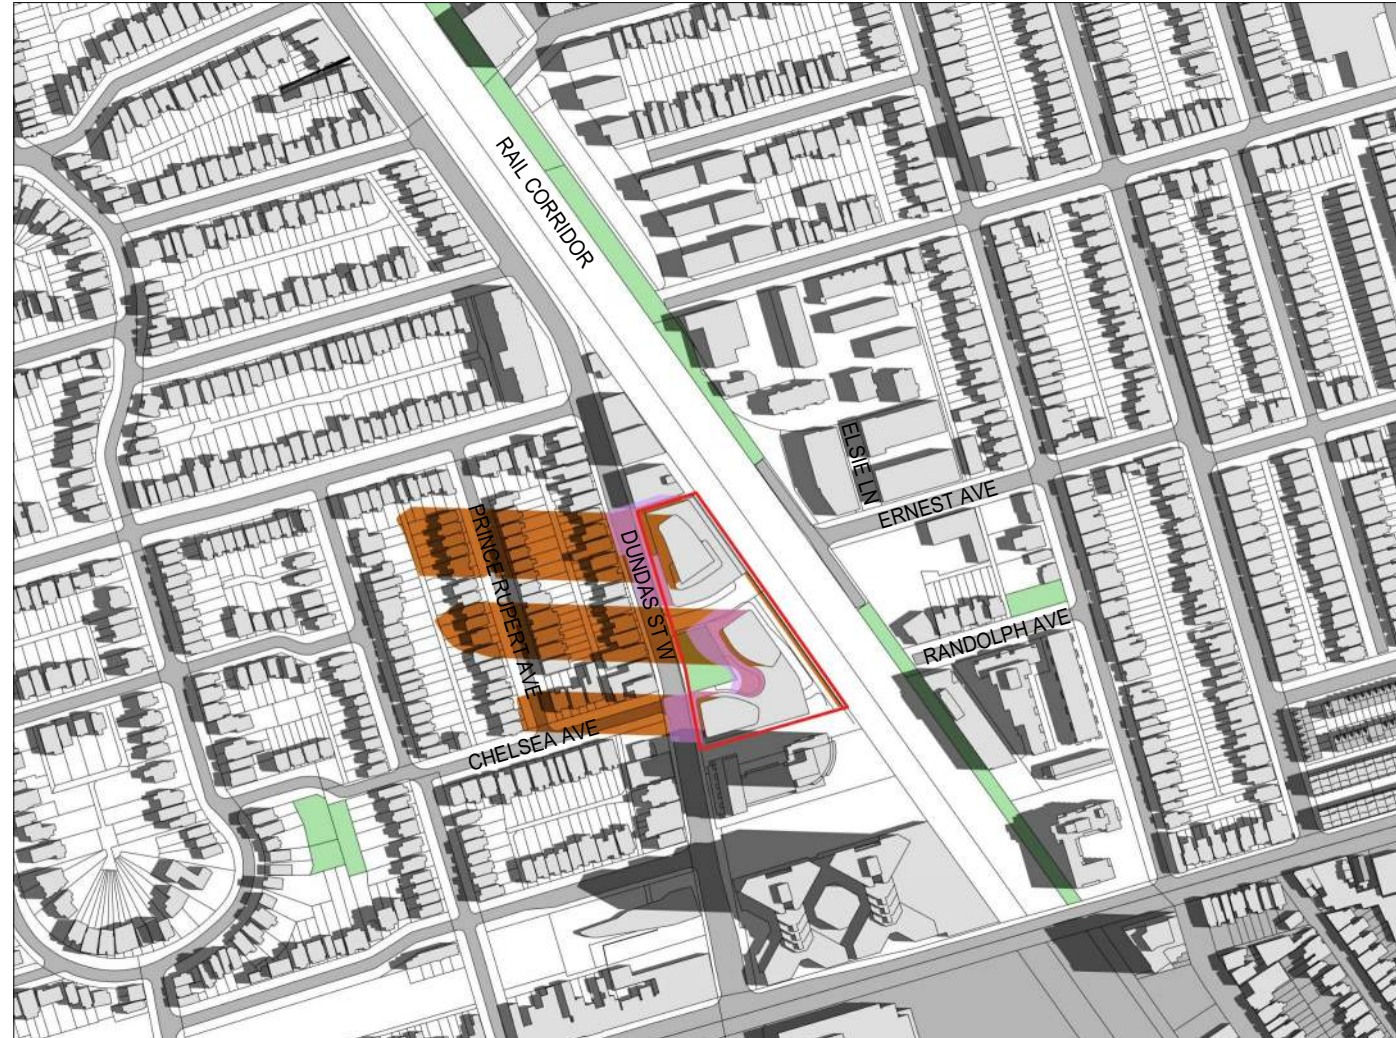 RAIL CORRIDOR
ELSIE LN
ERNEST AVE
PRINCE RUPERT AVE
DUNDAS ST W
RANDOLPH AVE
CHELSEA AVE